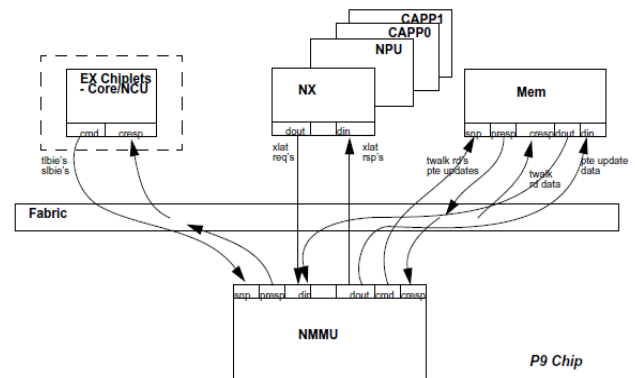 CAPP1
CAPP0
NPU
NX
dout din
EX Chiplets
- Core/NCU
cmd cresp
Mem
snp presp cresp dout din
tlbie's
slbie's
xlat
req's
xlat
rsp's
twalk rd's
pte updates
twalk
rd data
pte update
data
Fabric
snp presp din dout cmd cresp
NMMU
P9 Chip